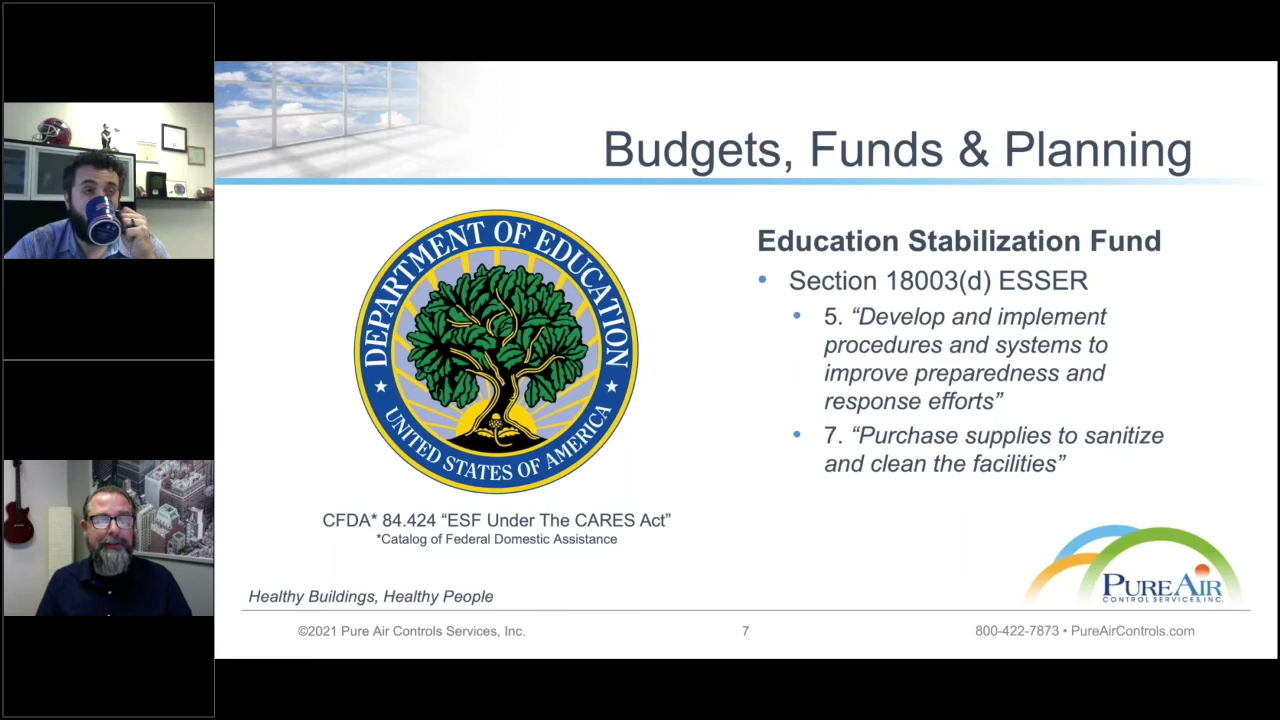 Budgets, Funds & Planning
DEPARTMENT OF EDUCATION
UNITED STATES OF AMERICA
CFDA* 84.424 “ESF Under The CARES Act”
*Catalog of Federal Domestic Assistance
Education Stabilization Fund
• Section 18003(d) ESSER
• 5. “Develop and implement
procedures and systems to
improve preparedness and
response efforts”
• 7. “Purchase supplies to sanitize
and clean the facilities”
PUREAIR
CONTROL SERVICES, INC.
Healthy Buildings, Healthy People
©2021 Pure Air Controls Services, Inc.
7
800-422-7873 • PureAirControls.com